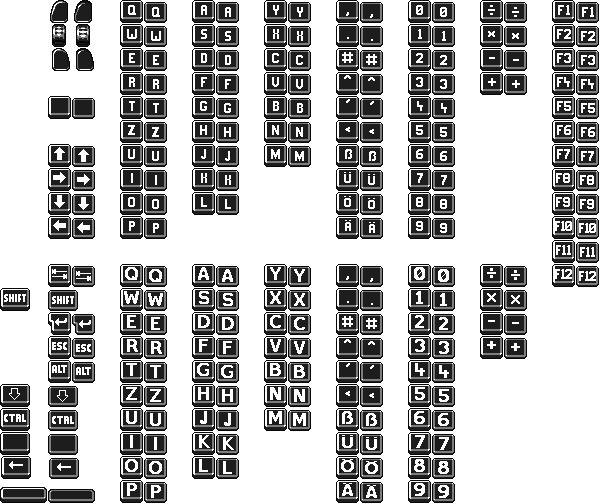 Q Q A A Y Y , , 0 0 ÷ ÷ F1 F1
W W S S X X . . 1 1 × × F2 F2
E E D D C C # # 2 2 - - F3 F3
R R F F V V ^ ^ 3 3 + + F4 F4
T T G G B B ´ ´ 4 4 F5 F5
Z Z H H N N < < 5 5 F6 F6
↑ ↑ U U J J M M ß ß 6 6 F7 F7
→ → I I K K Ü Ü 7 7 F8 F8
↓ ↓ O O L L Ö Ö 8 8 F9 F9
← ← P P Ä Ä 9 9 F10 F10
F11 F11
↹ ↹ Q Q A A Y Y , , 0 0 ÷ ÷ F12 F12
SHIFT SHIFT W W S S X X . . 1 1 × ×
↵ ↵ E E D D C C # # 2 2 - -
ESC ESC R R F F V V ^ ^ 3 3 + +
ALT ALT T T G G B B ´ ´ 4 4
⇩ ⇩ Z Z H H N N < < 5 5
CTRL CTRL U U J J M M ß ß 6 6
I I K K Ü Ü 7 7
← ← O O L L Ö Ö 8 8
P P Ä Ä 9 9